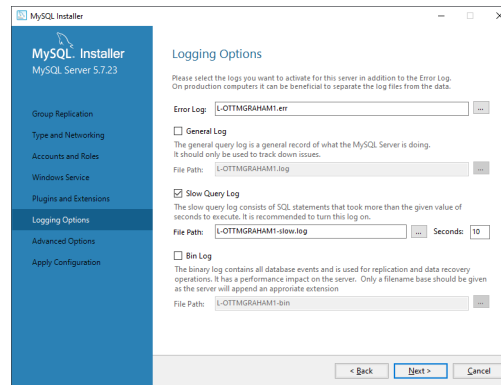 MySQL Installer
MySQL. Installer
MySQL Server 5.7.23
Group Replication
Type and Networking
Accounts and Roles
Windows Service
Plugins and Extensions
Logging Options
Advanced Options
Apply Configuration
Logging Options
Please select the logs you want to activate for this server in addition to the Error Log.
On production computers it can be beneficial to separate the log files from the data.
Error Log: L-OTTMGRAHAM1.err ...
General Log
The general query log is a general record of what the MySQL Server is doing.
It should only be used to track down issues.
File Path: L-OTTMGRAHAM1.log ...
Slow Query Log
The slow query log consists of SQL statements that took more than the given value of
seconds to execute. It is recommended to turn this log on.
File Path: L-OTTMGRAHAM1-slow.log ... Seconds: 10
Bin Log
The binary log contains all database events and is used for replication and data recovery
operations. It has a performance impact on the server. Only a filename base should be given
as the server will append an approriate extension
File Path: L-OTTMGRAHAM1-bin
< Back Next > Cancel